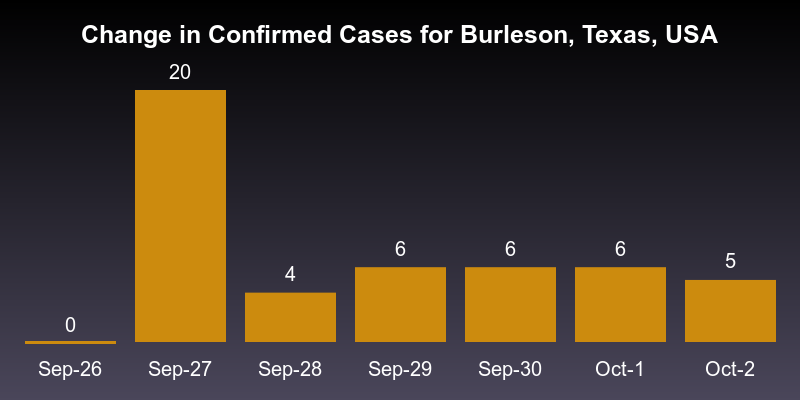 Change in Confirmed Cases for Burleson, Texas, USA
20
6 6 6
4 5
0
Sep-26 Sep-27 Sep-28 Sep-29 Sep-30 Oct-1 Oct-2